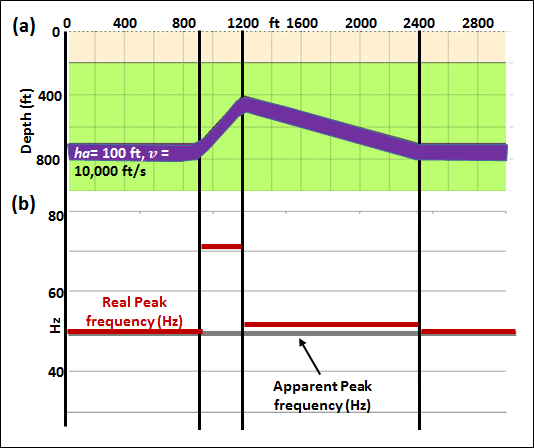 (a)
0 400 800 1200 ft 1600 2000 2400 2800
0
400
800
Depth (ft)
ha= 100 ft, v =
10,000 ft/s
(b)
80
60
40
Hz
Real Peak
frequency (Hz)
Apparent Peak
frequency (Hz)